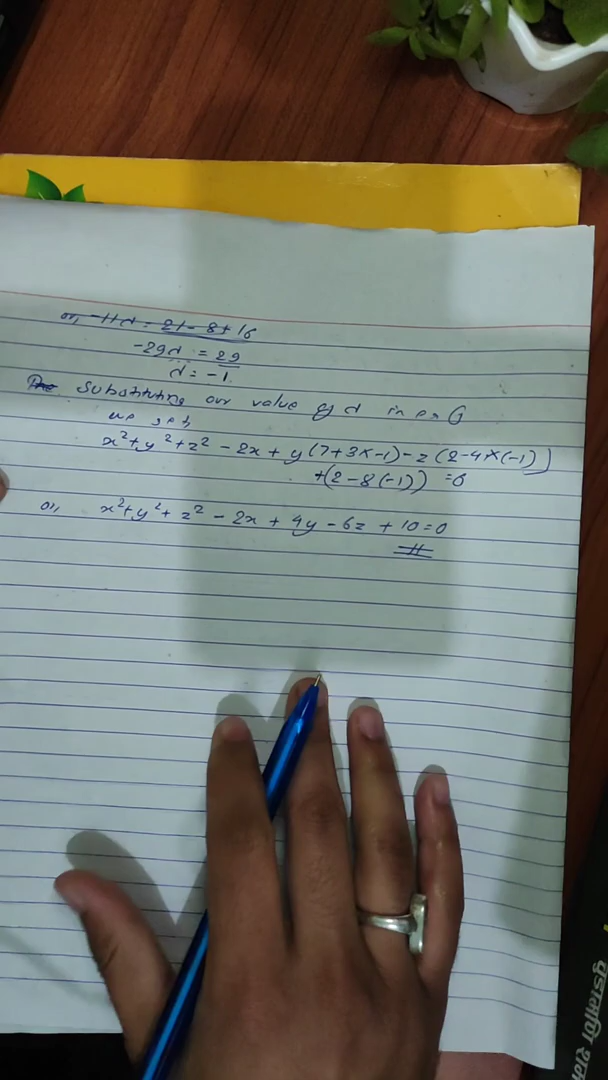 or, -11d = 21 - 8 + 16
-29d = 29
d = -1.
Substituting our value of d in
we get,
x²+y²+z² - 2x + y(7+3×-1) - z(2-4×(-1))
+(2-8(-1)) = 0
or, x²+y²+z² - 2x + 4y - 6z + 10 = 0